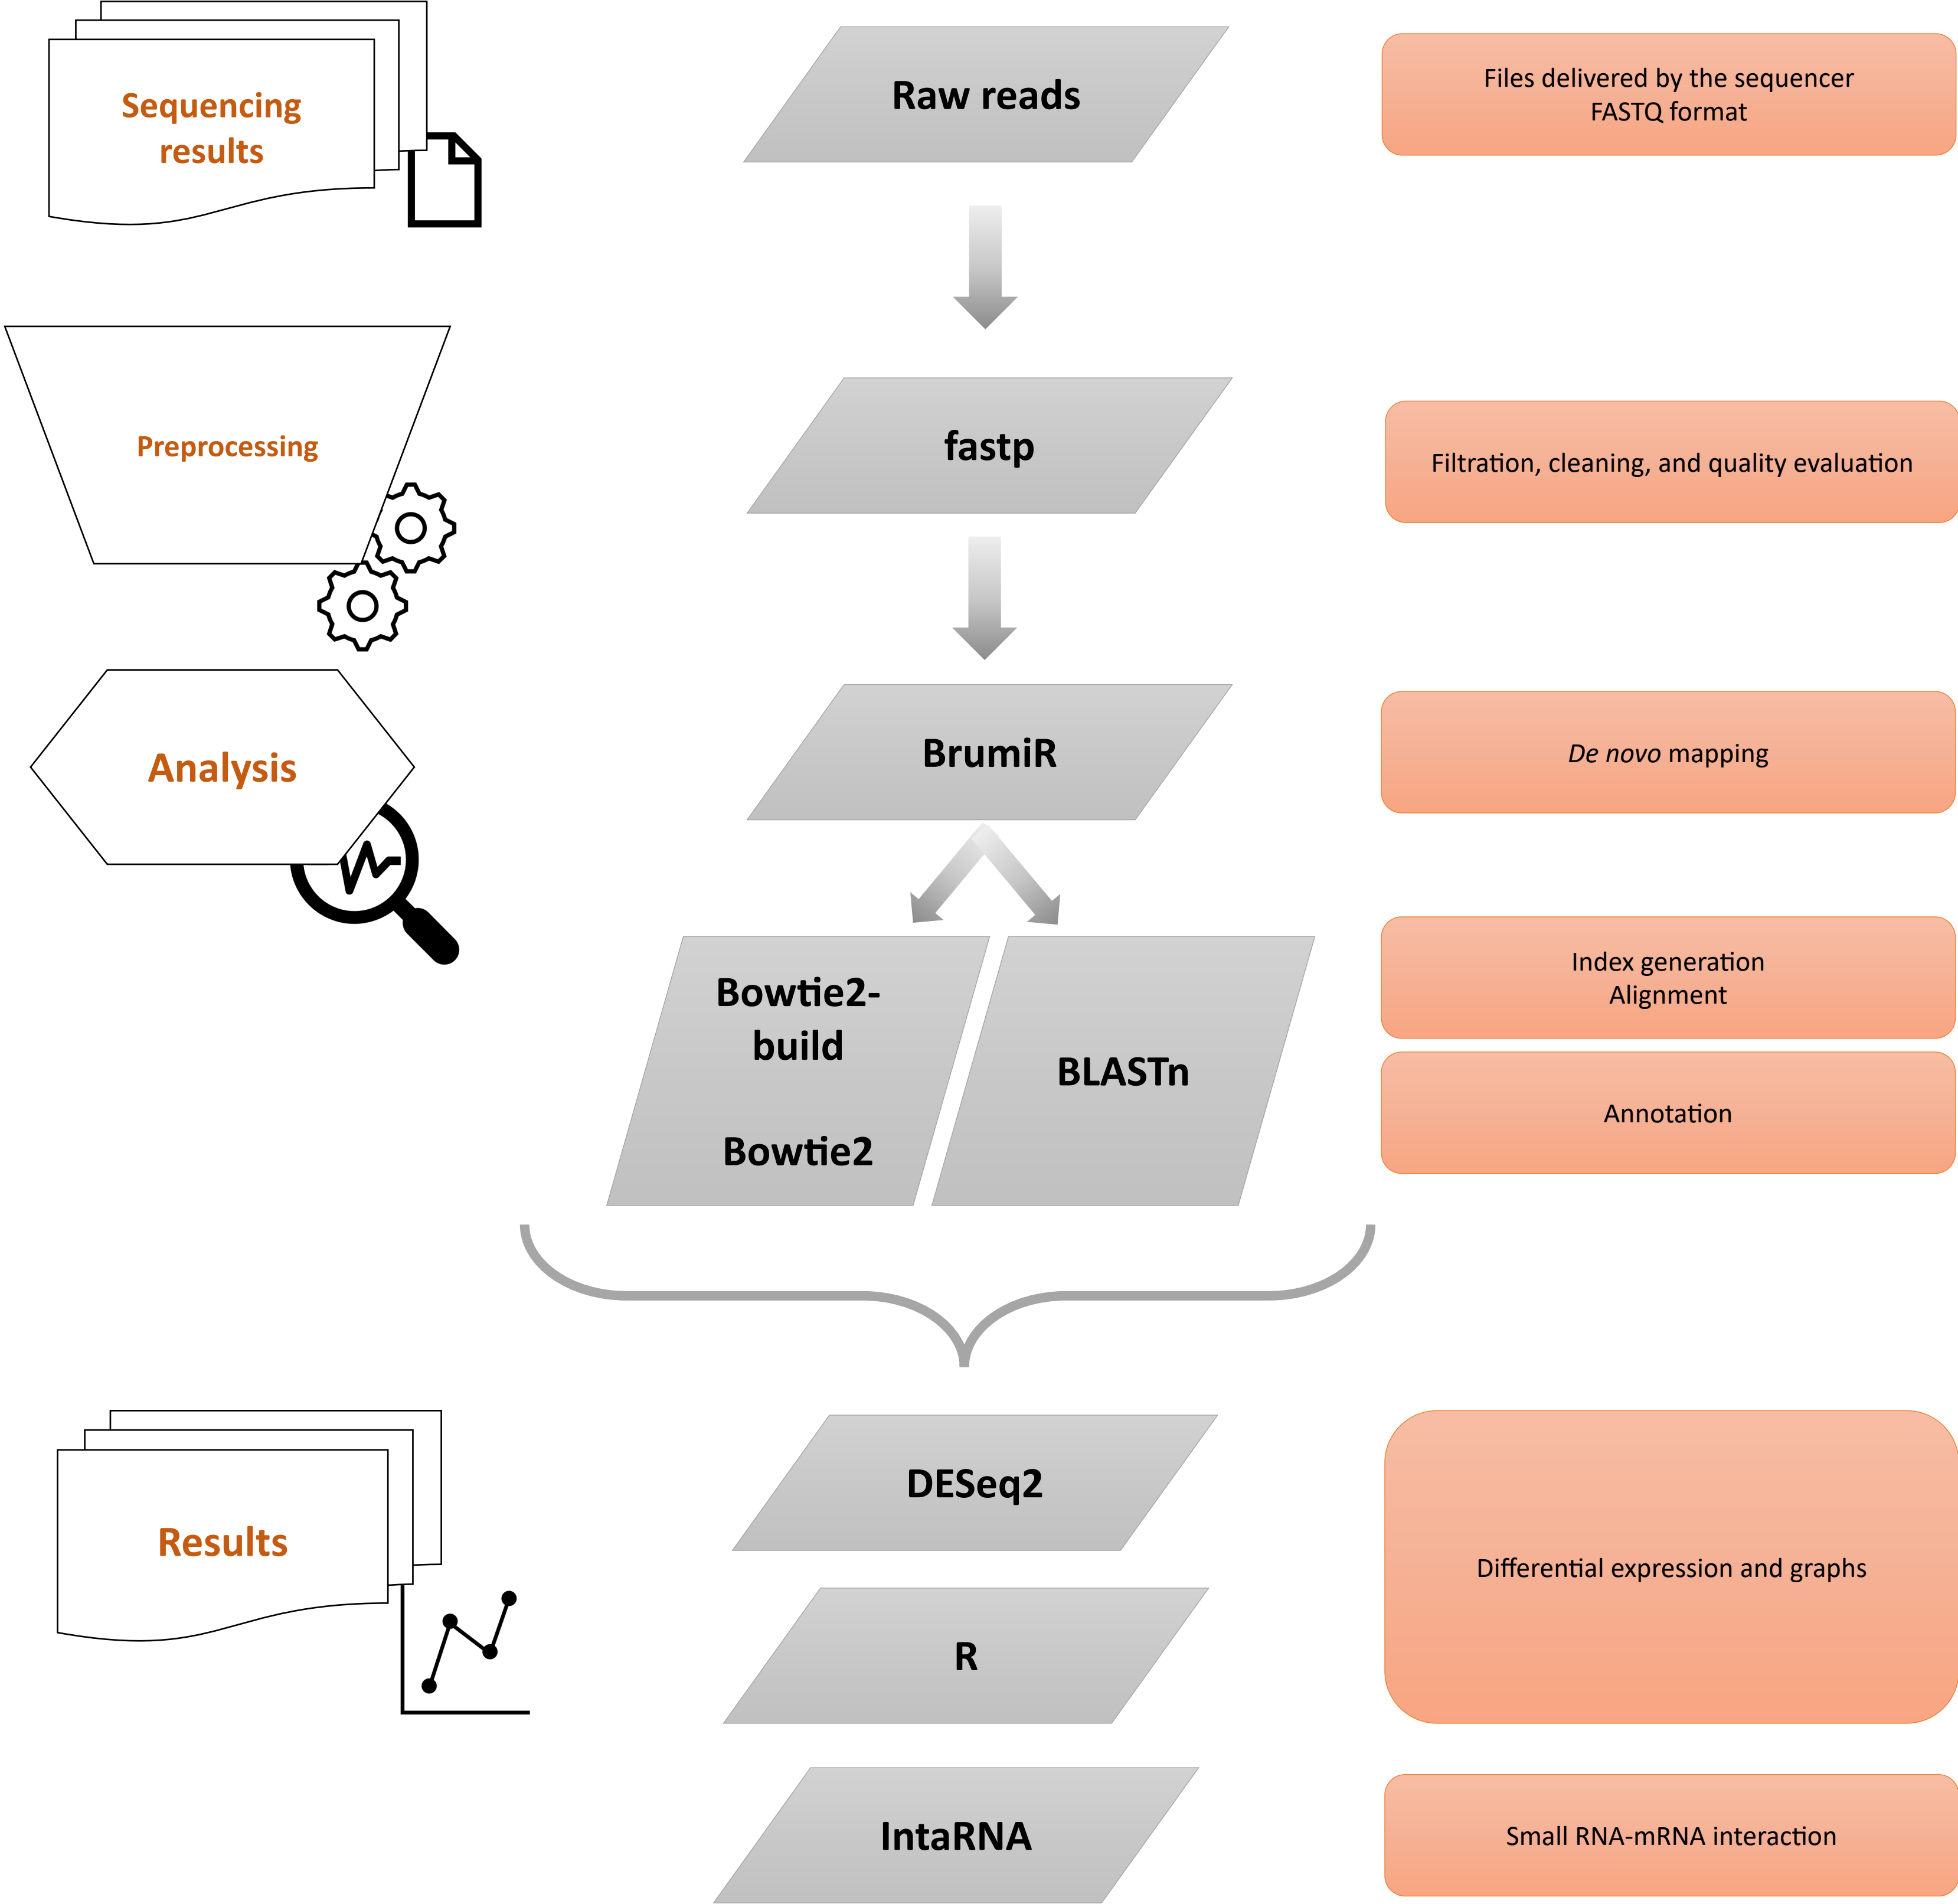 Sequencing
results
Raw reads
Files delivered by the sequencer
FASTQ format
Preprocessing
fastp
Filtration, cleaning, and quality evaluation
Analysis
BrumiR
De novo mapping
Bowtie2-
build
Bowtie2
BLASTn
Index generation
Alignment
Annotation
Results
DESeq2
R
Differential expression and graphs
IntaRNA
Small RNA-mRNA interaction